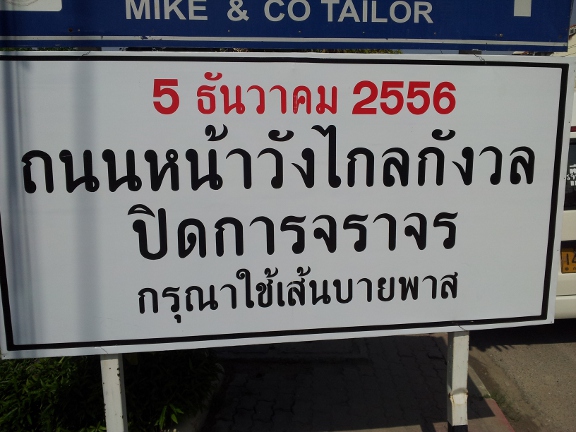 MIKE & CO TAILOR
5 ธันวาคม 2556
ถนนหน้าวังไกลกังวล
ปิดการจราจร
กรุณาใช้เส้นบายพาส